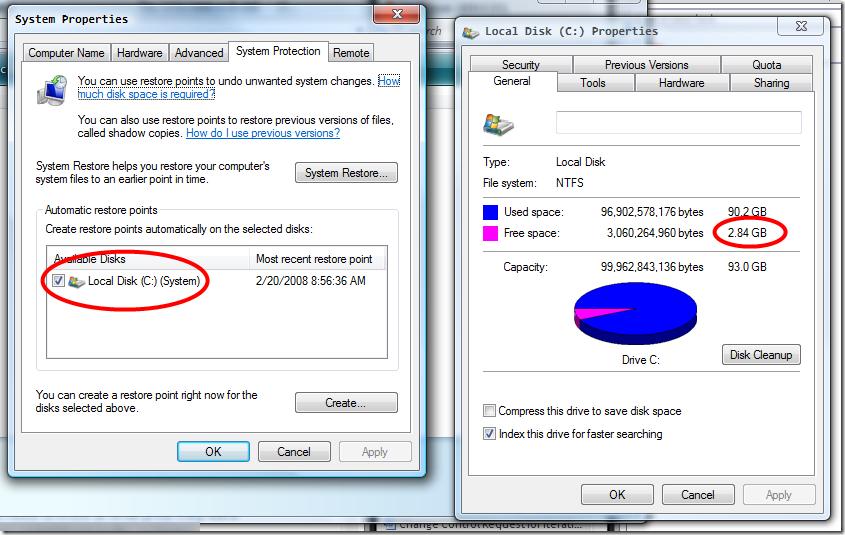 System Properties
Computer Name
Hardware
Advanced
System Protection
Remote
You can use restore points to undo unwanted system changes. How
much disk space is required?
You can also use restore points to restore previous versions of files,
called shadow copies. How do I use previous versions?
System Restore helps you restore your computer's
system files to an earlier point in time.
System Restore...
Automatic restore points
Create restore points automatically on the selected disks:
Available Disks
Most recent restore point
Local Disk (C:) (System)
2/20/2008 8:56:36 AM
You can create a restore point right now for the
disks selected above.
Create...
OK
Cancel
Apply
Local Disk (C:) Properties
Security
Previous Versions
Quota
General
Tools
Hardware
Sharing
Type:
Local Disk
File system:
NTFS
Used space:
96,902,578,176 bytes
90.2 GB
Free space:
3,060,264,960 bytes
2.84 GB
Capacity:
99,962,843,136 bytes
93.0 GB
Drive C:
Disk Cleanup
Compress this drive to save disk space
Index this drive for faster searching
OK
Cancel
Apply